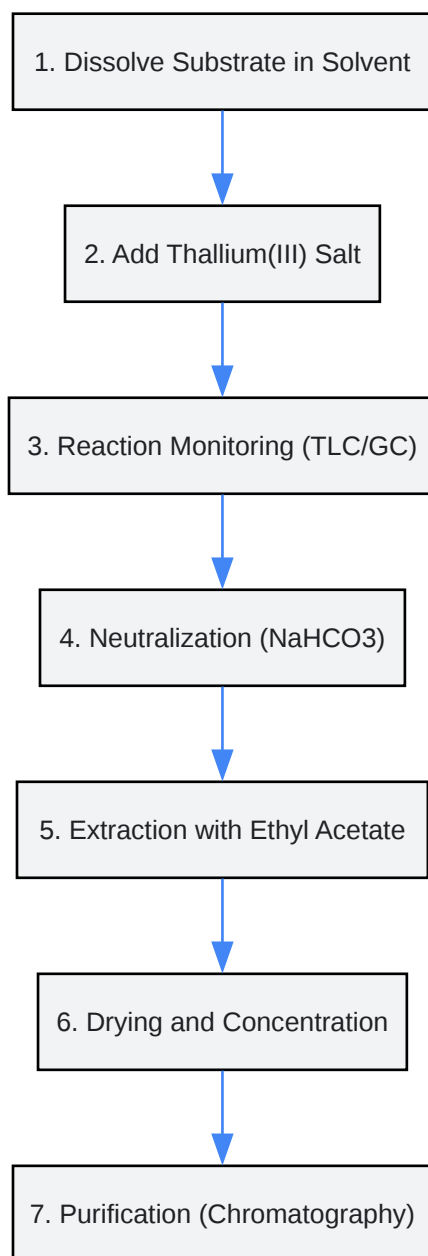 1. Dissolve Substrate in Solvent
2. Add Thallium(III) Salt
3. Reaction Monitoring (TLC/GC)
4. Neutralization (NaHCO3)
5. Extraction with Ethyl Acetate
6. Drying and Concentration
7. Purification (Chromatography)